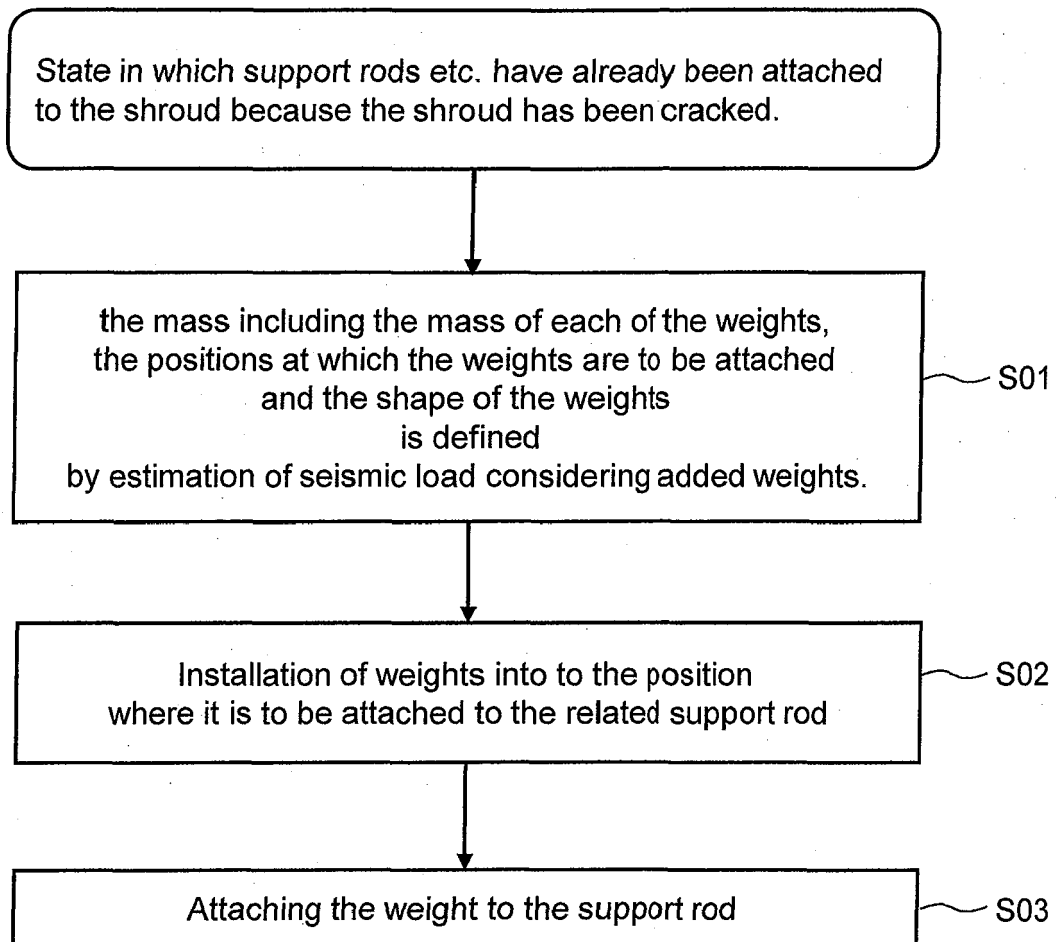 State in which support rods etc. have already been attached
to the shroud because the shroud has been cracked.
the mass including the mass of each of the weights,
the positions at which the weights are to be attached
and the shape of the weights
is defined
by estimation of seismic load considering added weights.
S01
Installation of weights into to the position
where it is to be attached to the related support rod
S02
Attaching the weight to the support rod
S03